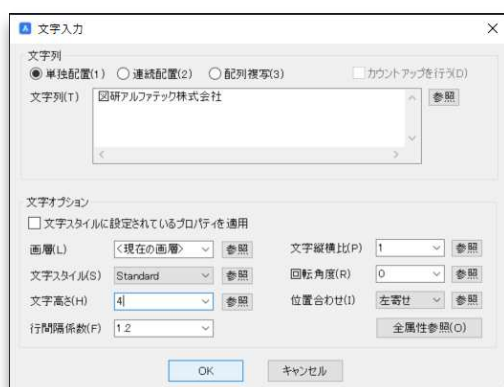 文字入力
文字列
単独配置(1) 連続配置(2) 配列複写(3) カウントアップを行う(D)
文字列(T) 図研アルファテック株式会社 参照
文字オプション
文字スタイルに設定されているプロパティを適用
画層(L) <現在の画層> 参照 文字縦横比(P) 1 参照
文字スタイル(S) Standard 参照 回転角度(R) 0 参照
文字高さ(H) 4 参照 位置合わせ(I) 左寄せ 参照
行間隔係数(F) 1.2 全属性参照(O)
OK キャンセル